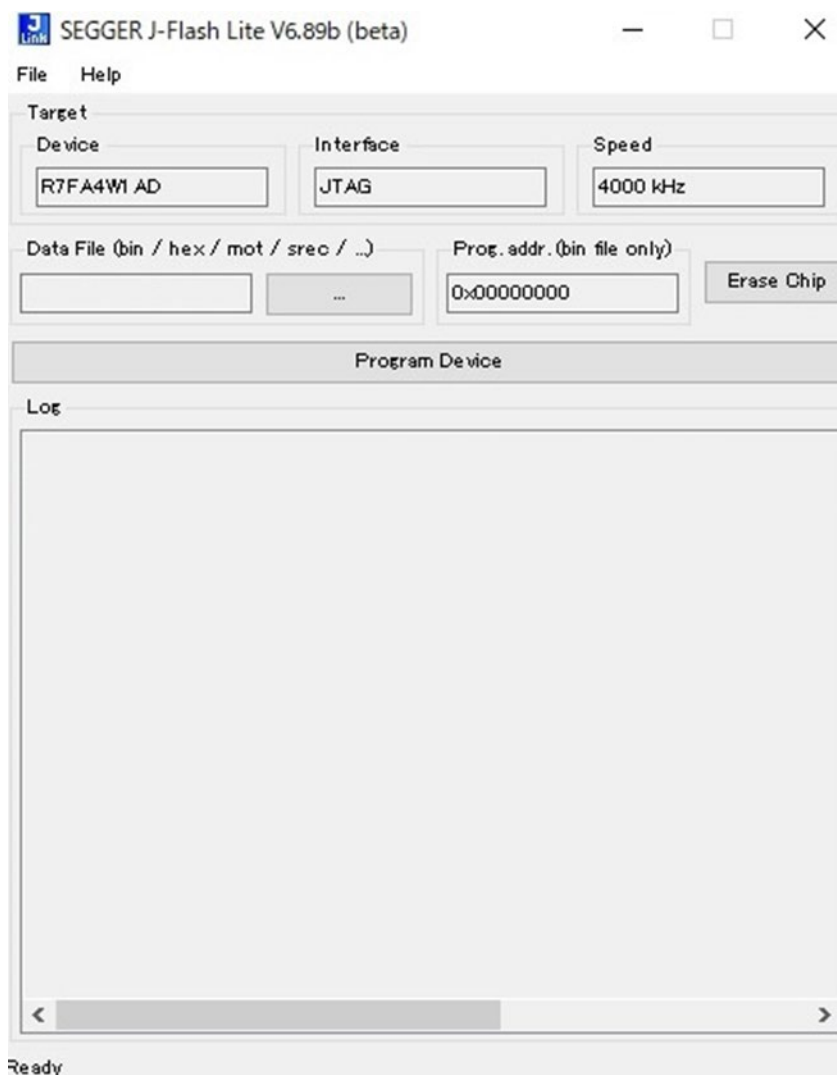 J Link SEGGER J-Flash Lite V6.89b (beta)
File Help
Target
Device Interface Speed
R7FA4W1AD JTAG 4000 kHz
Data File (bin / hex / mot / srec / ...) Prog. addr. (bin file only)
... 0x00000000 Erase Chip
Program Device
Log
Ready